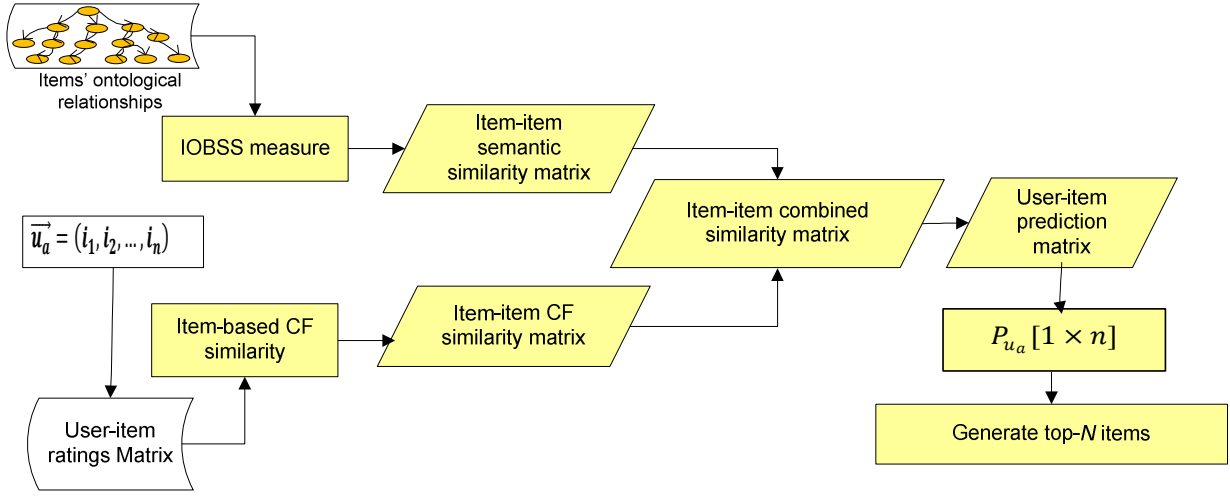 Items’ ontological
relationships
IOBSS measure
Item-item
semantic
similarity matrix
Item-item combined
similarity matrix
User-item
prediction
matrix
u⃗ₐ = (i₁, i₂, ..., iₙ)
Item-based CF
similarity
Item-item CF
similarity matrix
P_{u_a} [1 × n]
User-item
ratings Matrix
Generate top-N items